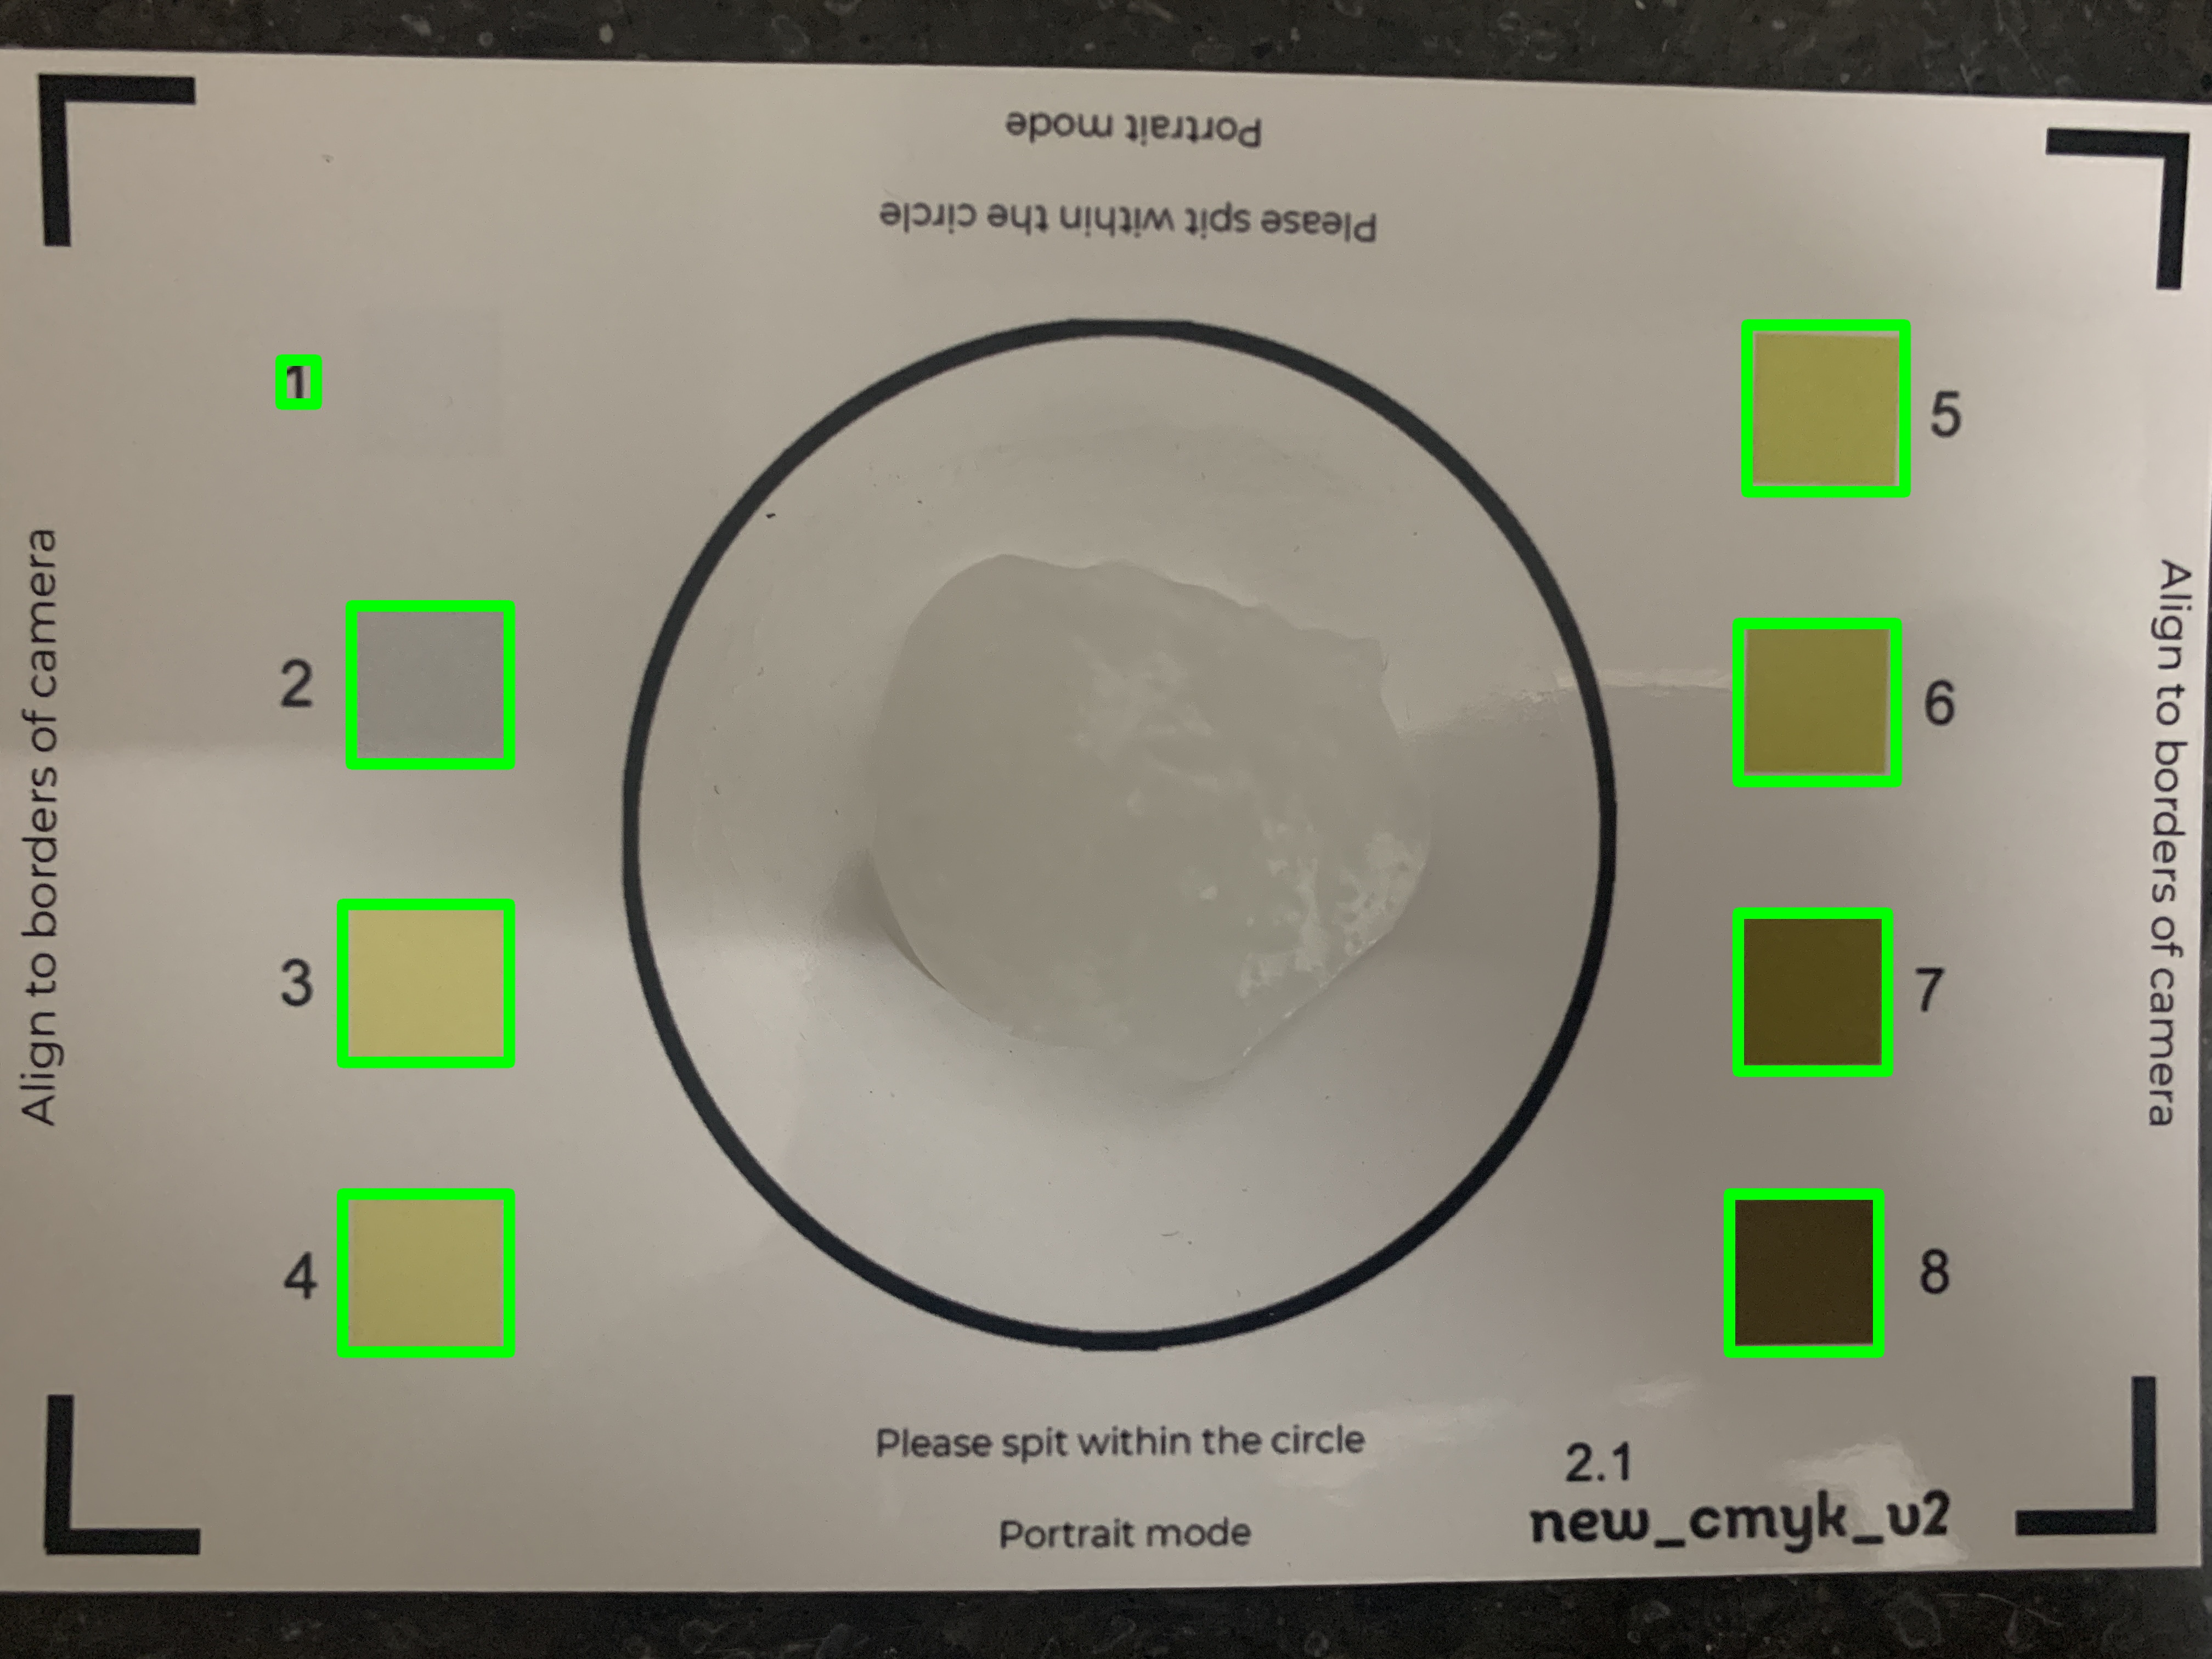 Portrait mode
Please spit within the circle
1
5
Align to borders of camera
Align to borders of camera
2
6
3
7
4
8
Please spit within the circle
2.1
new_cmyk_v2
Portrait mode